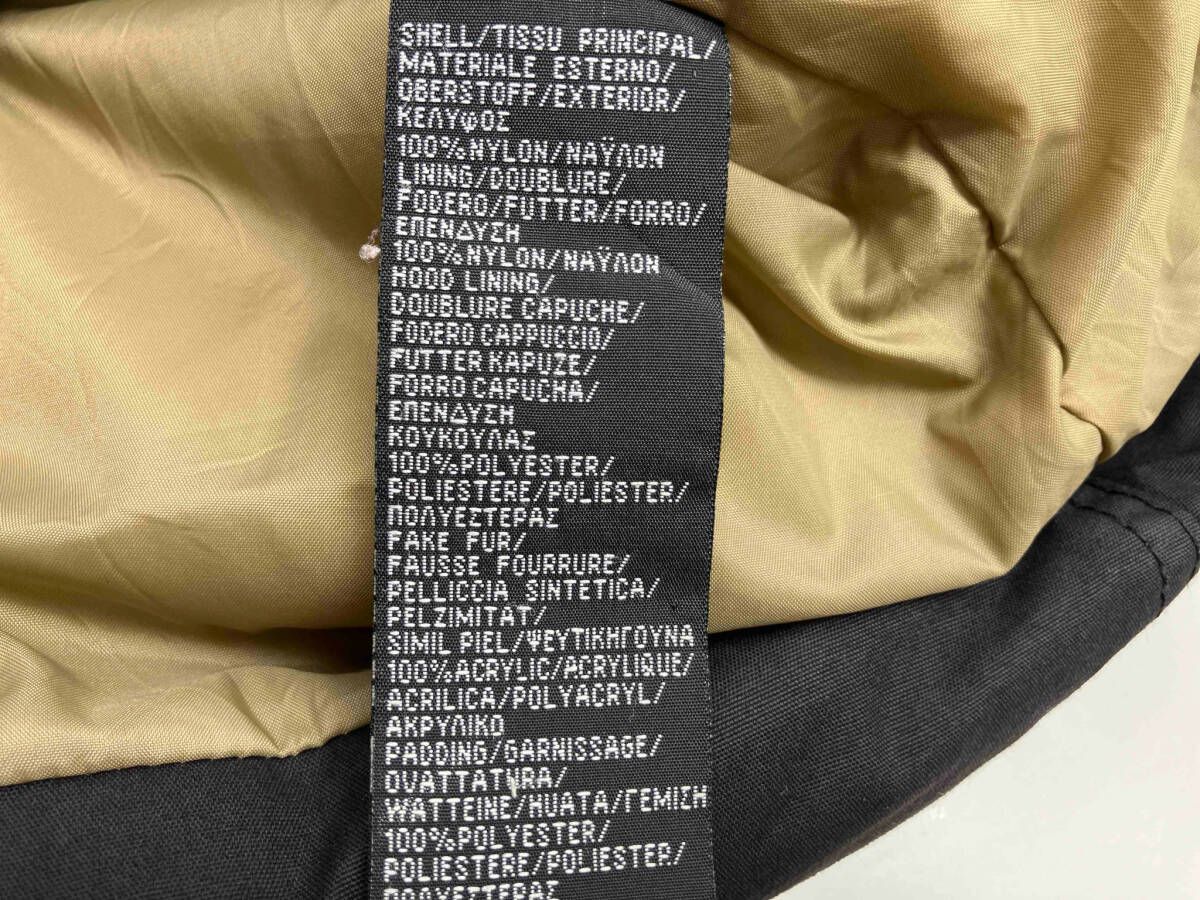 SHELL/TISSU PRINCIPAL/
MATERIALE ESTERNO/
OBERSTOFF/EXTERIOR/
ΚΕΛΥΦΟΣ
100%NYLON/ΝΑΫΛΟΝ
LINING/DOUBLURE/
FODERO/FUTTER/FORRO/
ΕΠΕΝΔΥΣΗ
100%NYLON/ΝΑΫΛΟΝ
HOOD LINING/
DOUBLURE CAPUCHE/
FODERO CAPPUCCIO/
FUTTER KAPUZE/
FORRO CAPUCHA/
ΕΠΕΝΔΥΣΗ
ΚΟΥΚΟΥΛΑΣ
100%POLYESTER/
POLIESTERE/POLIESTER/
ΠΟΛΥΕΣΤΕΡΑΣ
FAKE FUR/
FAUSSE FOURRURE/
PELLICCIA SINTETICA/
PELZIMITAT/
SIMIL PIEL/ΨΕΥΤΙΚΗΓΟΥΝΑ
100%ACRYLIC/ACRYLIQUE/
ACRILICA/POLYACRYL/
ΑΚΡΥΛΙΚΟ
PADDING/GARNISSAGE/
OVATTATURA/
WATTEINE/HUATA/ΓΕΜΙΣΗ
100%POLYESTER/
POLIESTERE/POLIESTER/
ΠΟΛΥΕΣΤΕΡΑΣ